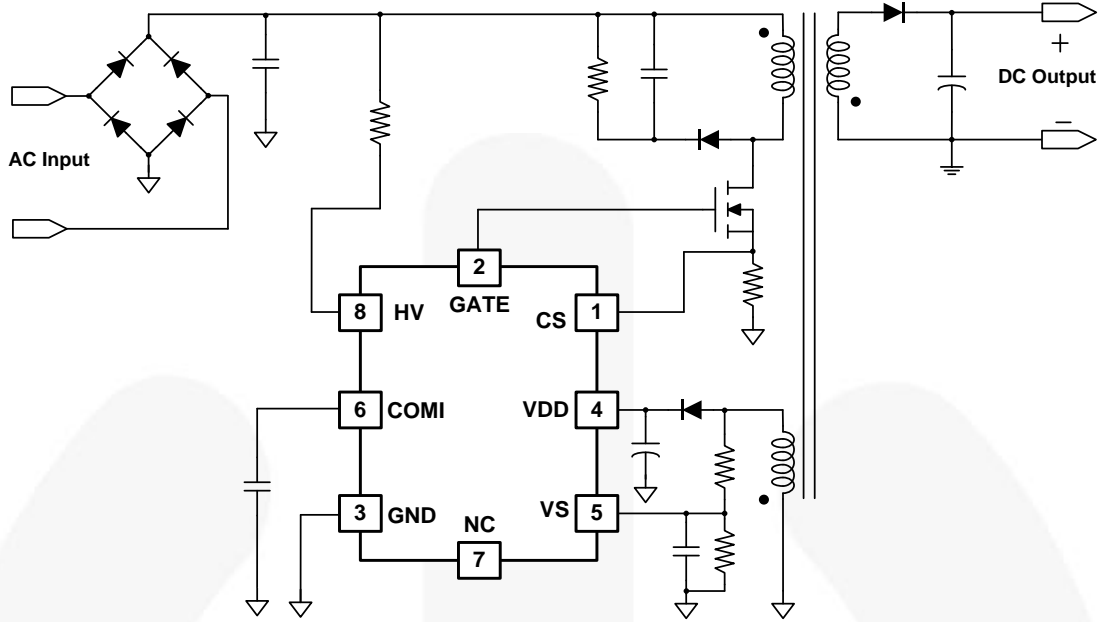 +
DC Output
−
AC Input
2
GATE
8
HV
CS
1
6
COMI
VDD
4
3
GND
NC
7
VS
5